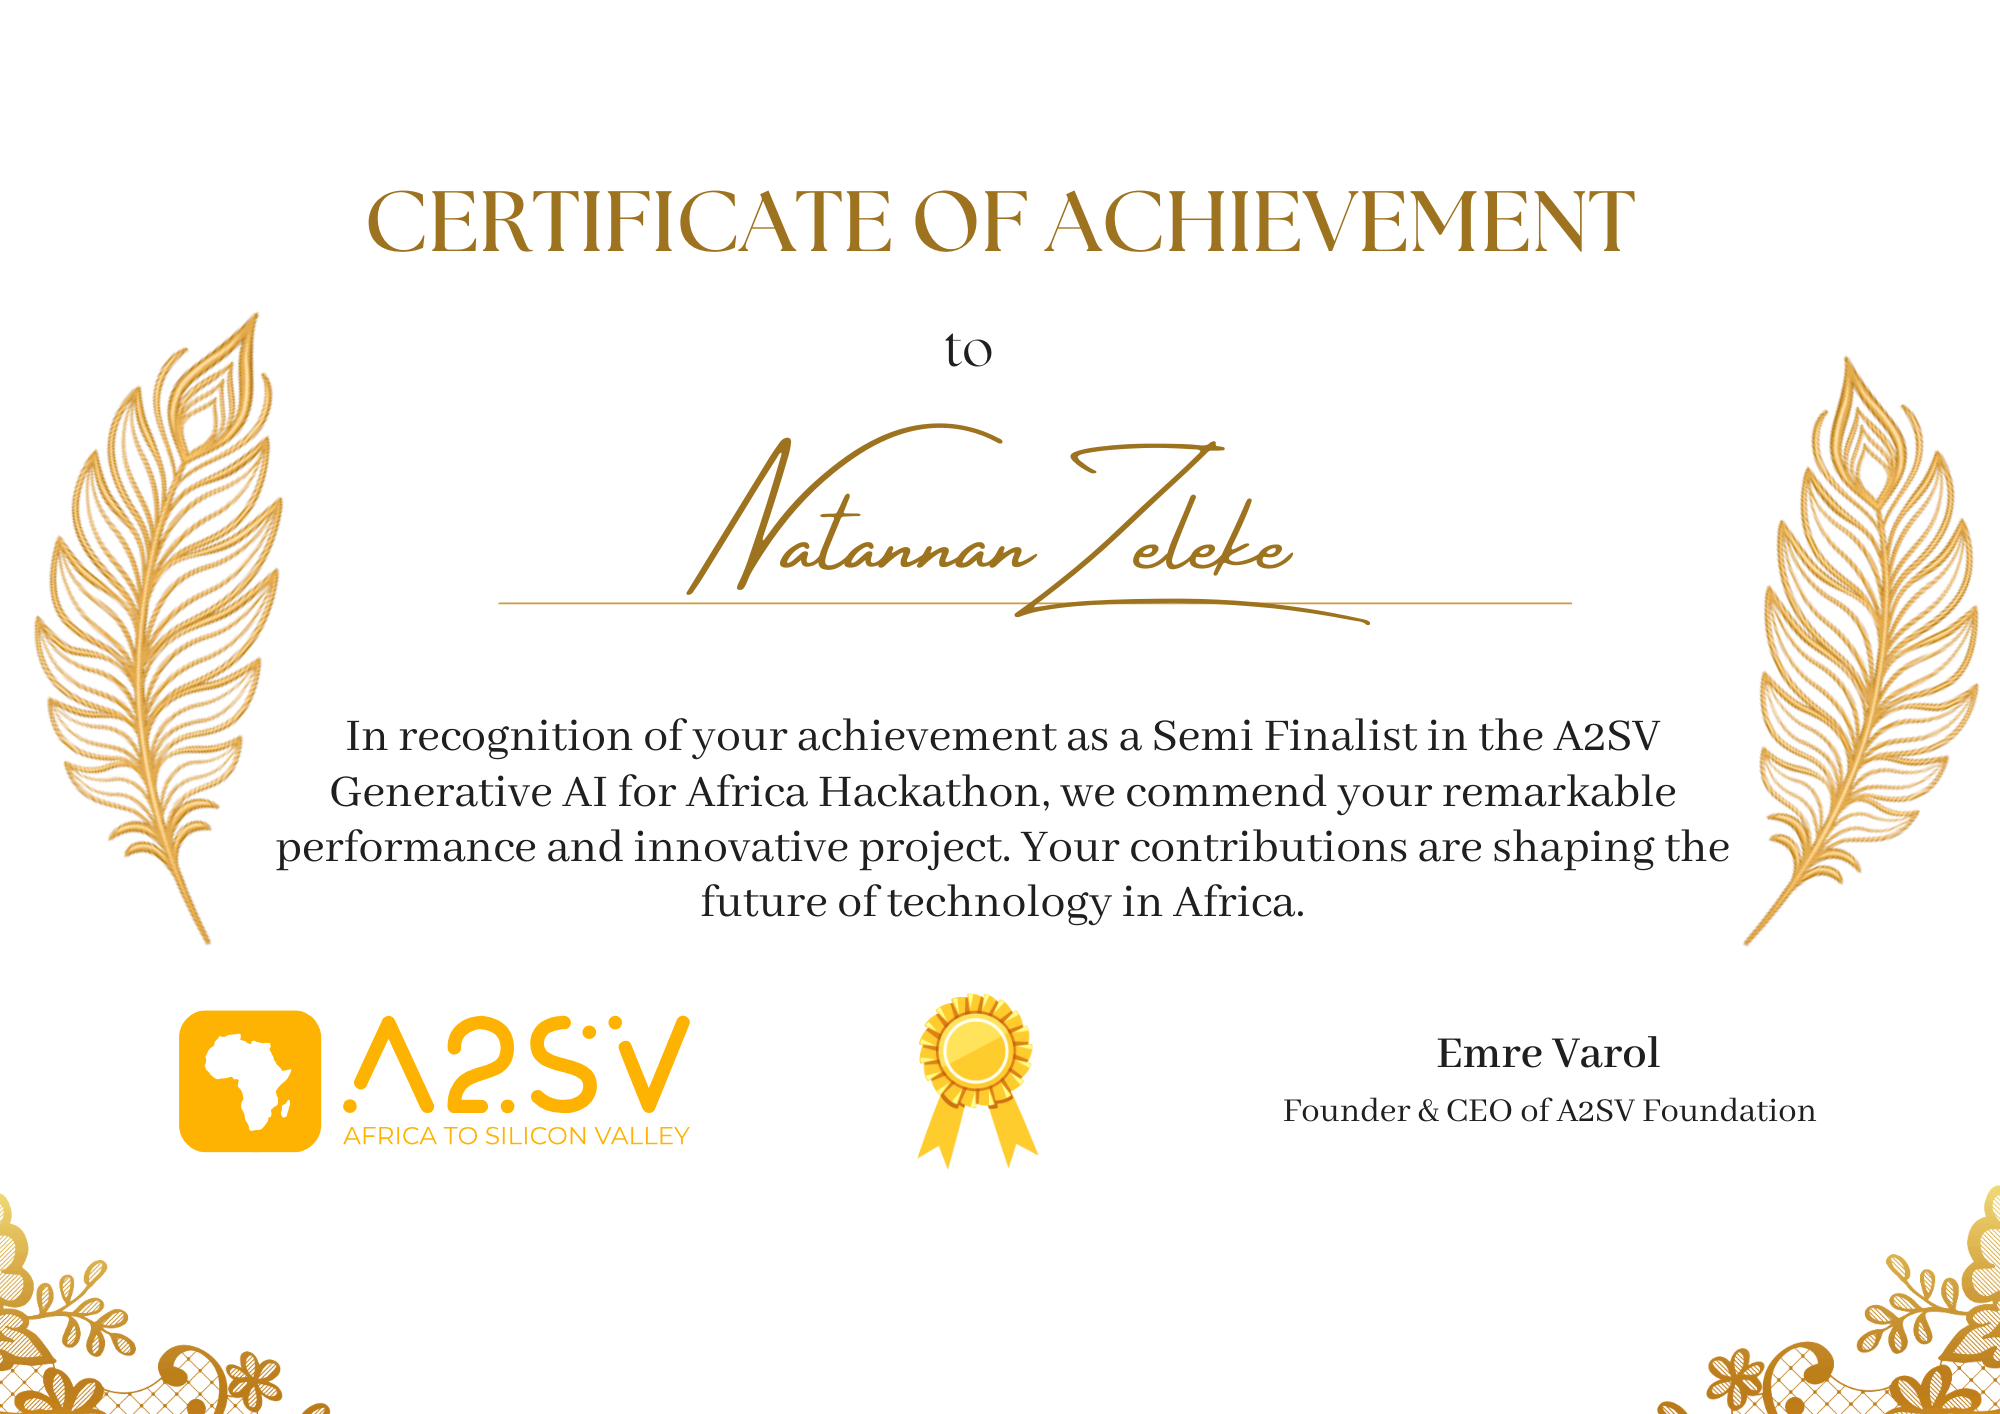 CERTIFICATE OF ACHIEVEMENT
to
Natannan Zeleke
In recognition of your achievement as a Semi Finalist in the A2SV
Generative AI for Africa Hackathon, we commend your remarkable
performance and innovative project. Your contributions are shaping the
future of technology in Africa.
A2SV
AFRICA TO SILICON VALLEY
Emre Varol
Founder & CEO of A2SV Foundation